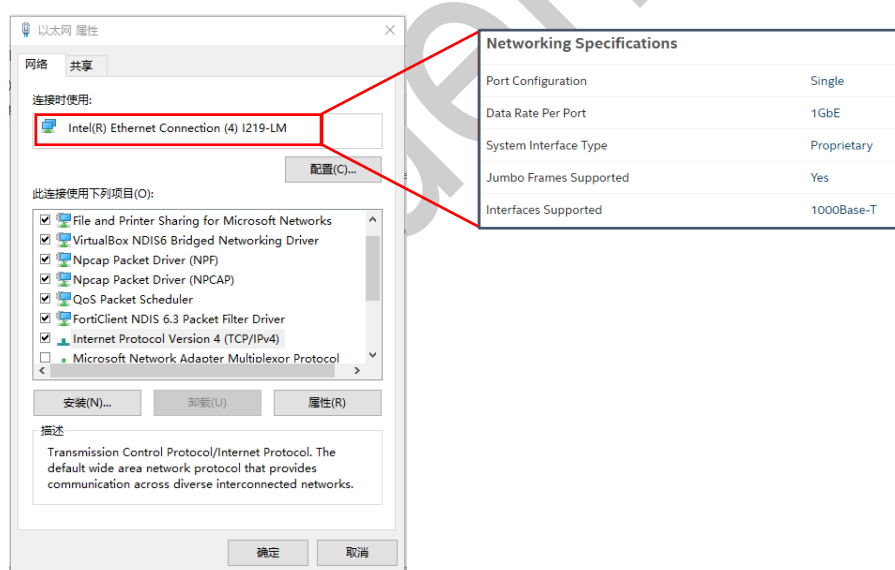 以太网 属性
网络
共享
连接时使用:
Intel(R) Ethernet Connection (4) I219-LM
配置(C)...
此连接使用下列项目(O):
File and Printer Sharing for Microsoft Networks
VirtualBox NDIS6 Bridged Networking Driver
Npcap Packet Driver (NPF)
Npcap Packet Driver (NPCAP)
QoS Packet Scheduler
FortiClient NDIS 6.3 Packet Filter Driver
Internet Protocol Version 4 (TCP/IPv4)
Microsoft Network Adapter Multiplexor Protocol
安装(N)...
卸载(U)
属性(R)
描述
Transmission Control Protocol/Internet Protocol. The
default wide area network protocol that provides
communication across diverse interconnected networks.
确定
取消
Networking Specifications
Port Configuration Single
Data Rate Per Port 1GbE
System Interface Type Proprietary
Jumbo Frames Supported Yes
Interfaces Supported 1000Base-T